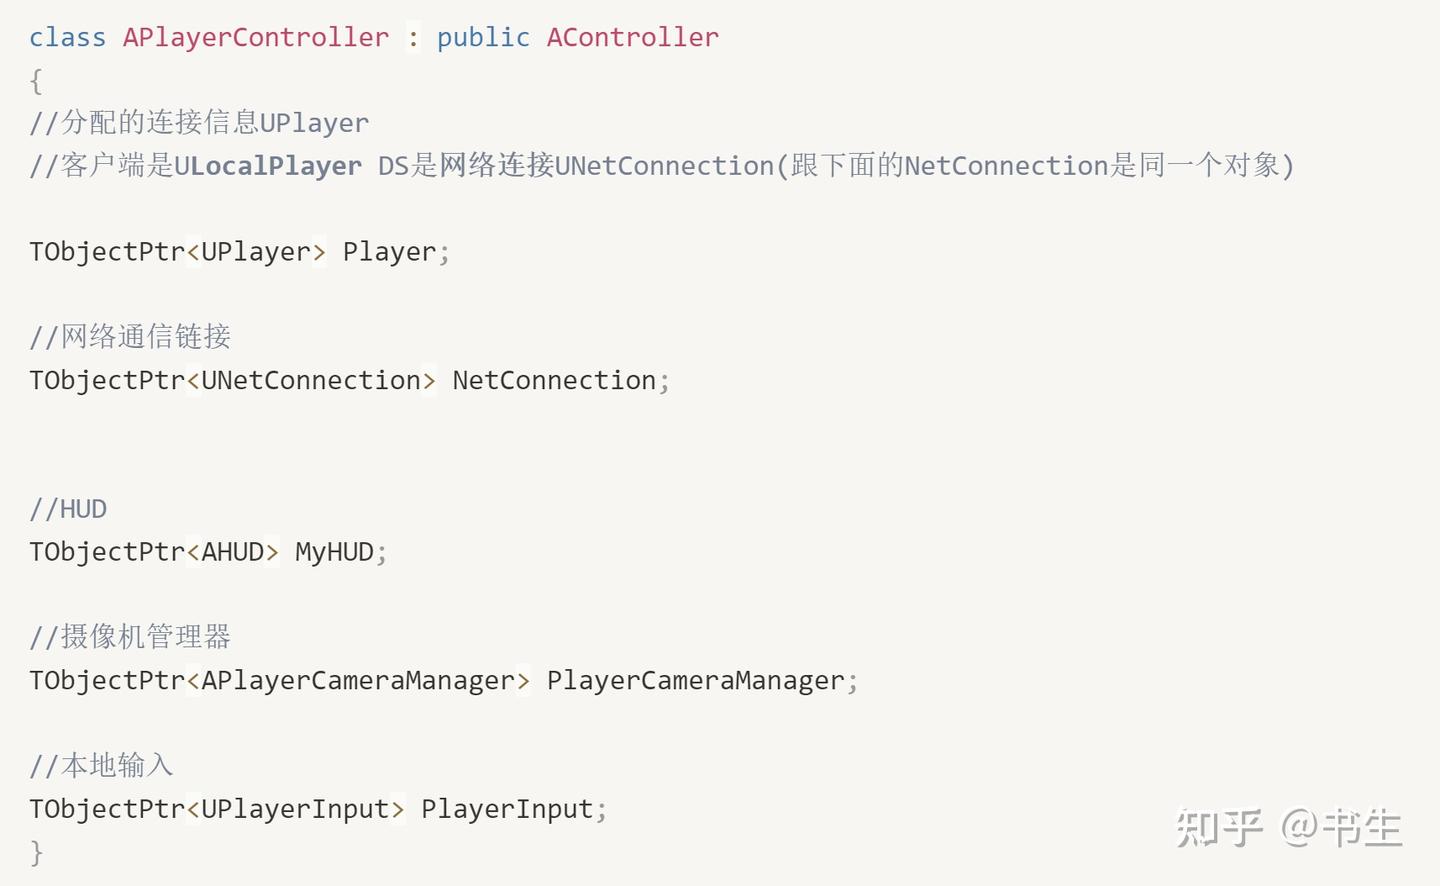 class APlayerController : public AController
{
//分配的连接信息UPlayer
//客户端是ULocalPlayer DS是网络连接UNetConnection(跟下面的NetConnection是同一个对象)
TObjectPtr<UPlayer> Player;
//网络通信链接
TObjectPtr<UNetConnection> NetConnection;
//HUD
TObjectPtr<AHUD> MyHUD;
//摄像机管理器
TObjectPtr<APlayerCameraManager> PlayerCameraManager;
//本地输入
TObjectPtr<UPlayerInput> PlayerInput;
}
知乎 @书生